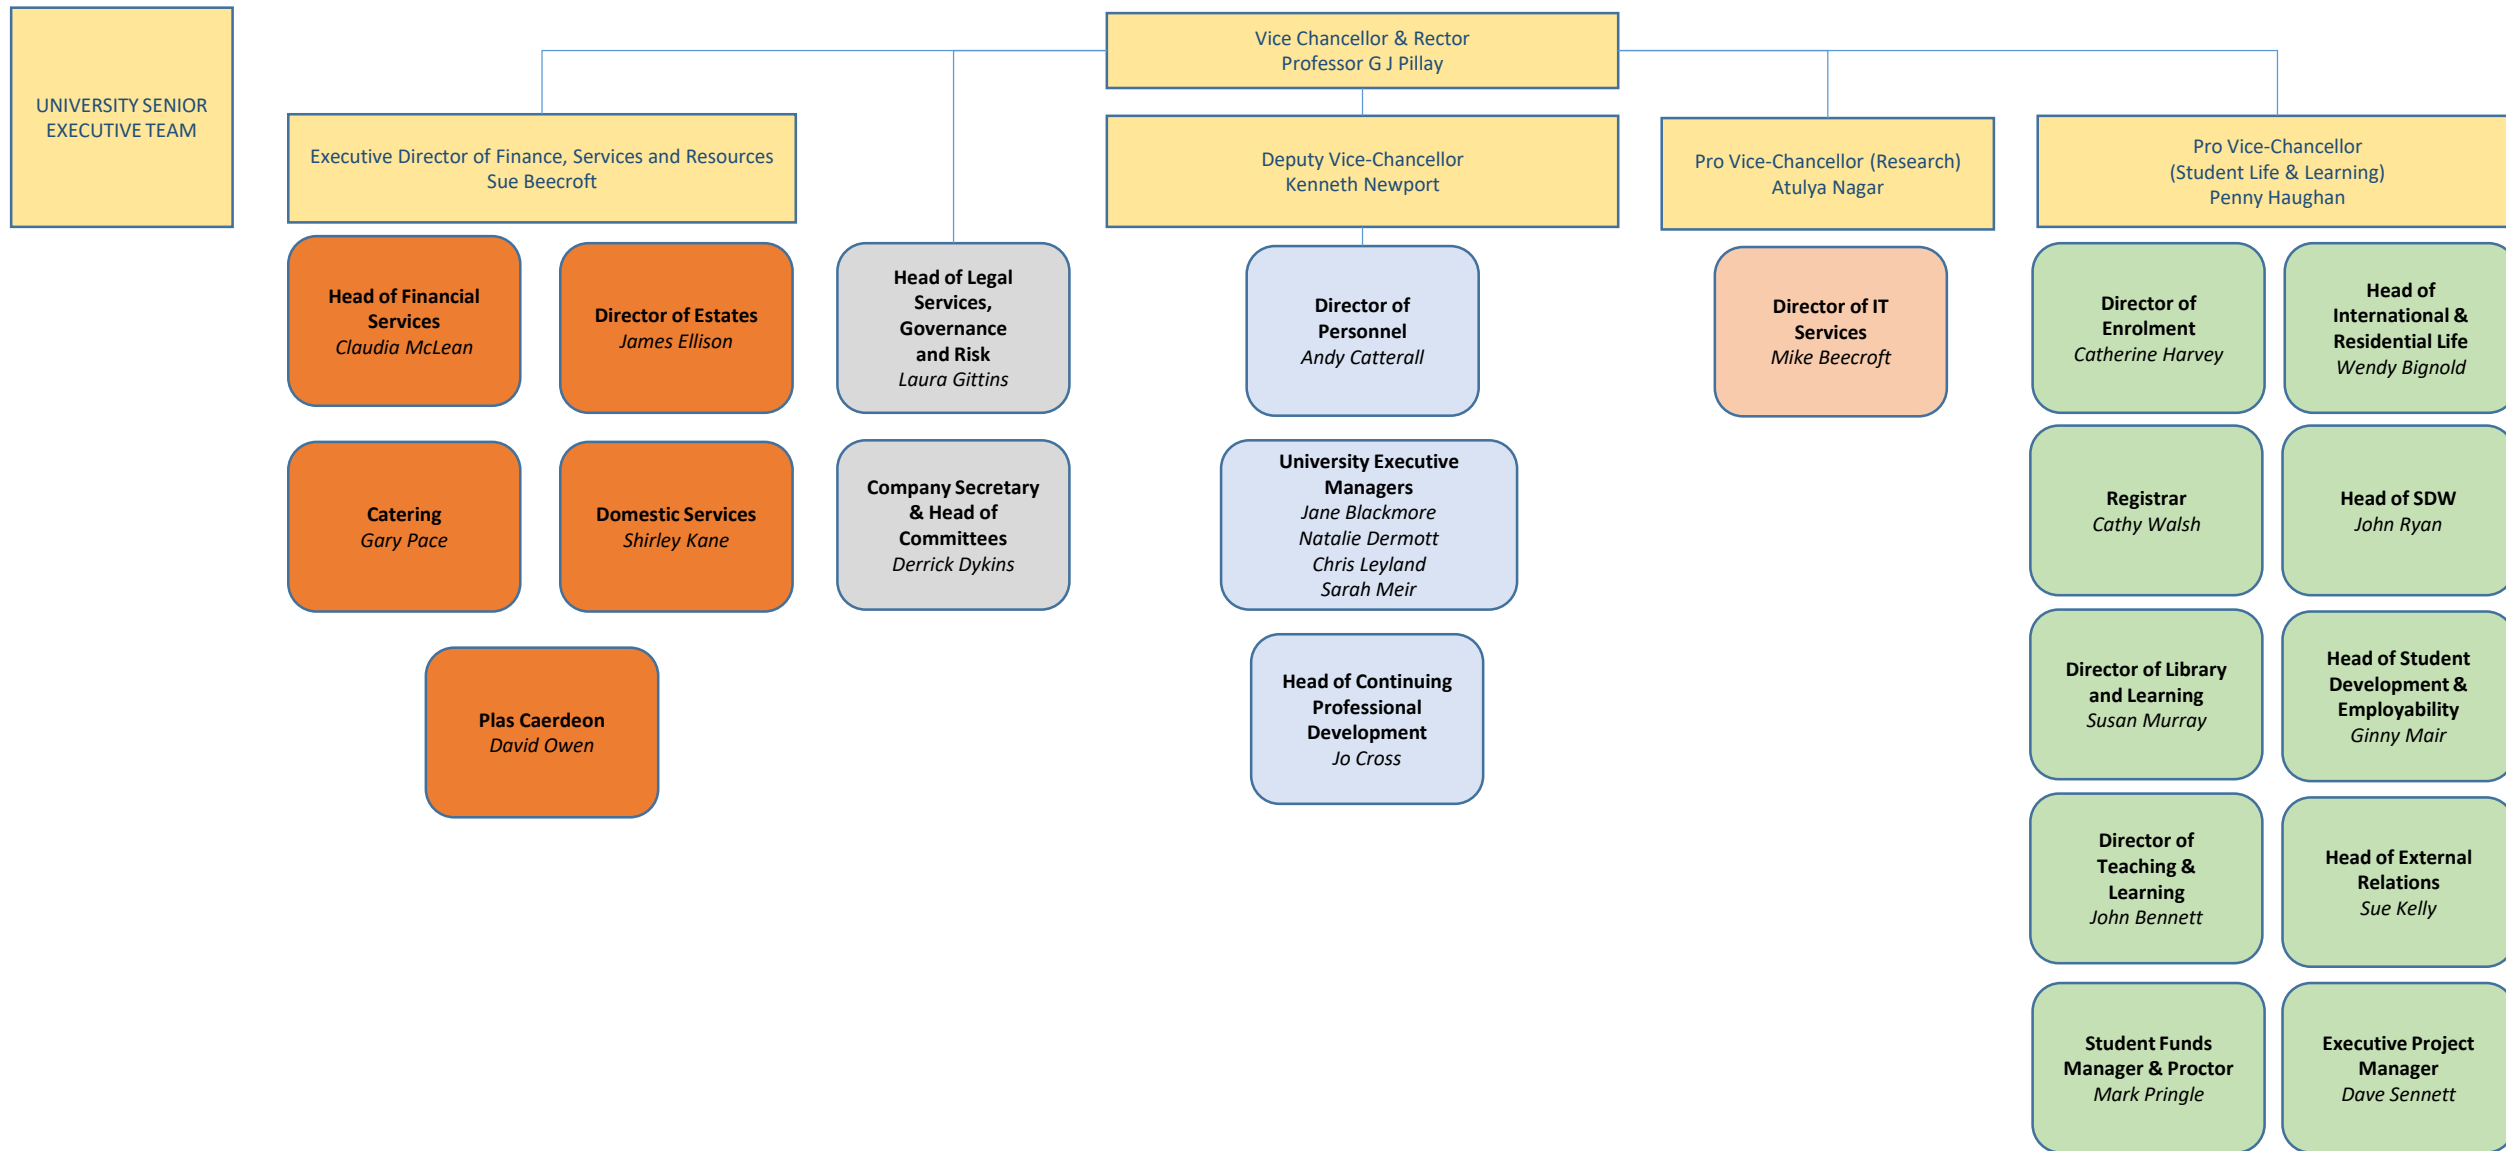 UNIVERSITY SENIOR
EXECUTIVE TEAM
Vice Chancellor & Rector
Professor G J Pillay
Executive Director of Finance, Services and Resources
Sue Beecroft
Deputy Vice-Chancellor
Kenneth Newport
Pro Vice-Chancellor (Research)
Atulya Nagar
Pro Vice-Chancellor
(Student Life & Learning)
Penny Haughan
Head of Financial
Services
Claudia McLean
Director of Estates
James Ellison
Head of Legal
Services,
Governance
and Risk
Laura Gittins
Director of
Personnel
Andy Catterall
Director of IT
Services
Mike Beecroft
Director of
Enrolment
Catherine Harvey
Head of
International &
Residential Life
Wendy Bignold
Catering
Gary Pace
Domestic Services
Shirley Kane
Company Secretary
& Head of
Committees
Derrick Dykins
University Executive
Managers
Jane Blackmore
Natalie Dermott
Chris Leyland
Sarah Meir
Registrar
Cathy Walsh
Head of SDW
John Ryan
Plas Caerdeon
David Owen
Head of Continuing
Professional
Development
Jo Cross
Director of Library
and Learning
Susan Murray
Head of Student
Development &
Employability
Ginny Mair
Director of
Teaching &
Learning
John Bennett
Head of External
Relations
Sue Kelly
Student Funds
Manager & Proctor
Mark Pringle
Executive Project
Manager
Dave Sennett